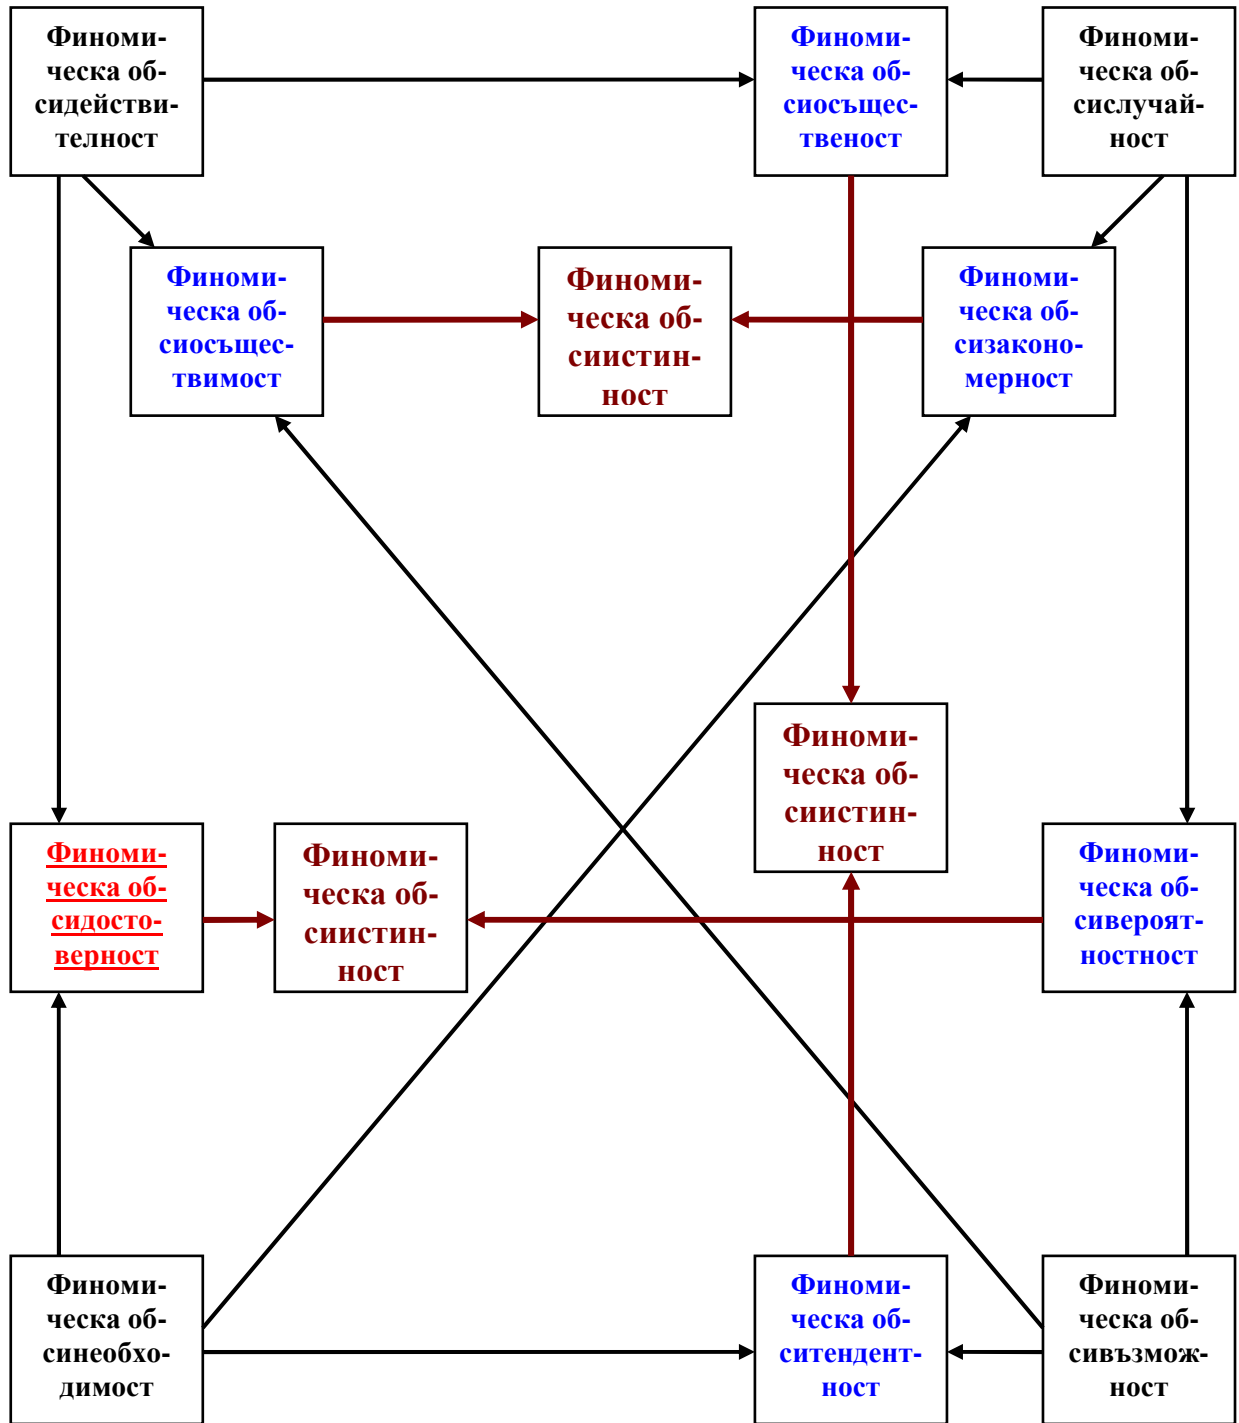 Финоми-
ческа об-
сидействи-
телност
Финоми-
ческа об-
сиосъщес-
твеност
Финоми-
ческа об-
сислучай-
ност
Финоми-
ческа об-
сиосъщес-
твимост
Финоми-
ческа об-
сиистин-
ност
Финоми-
ческа об-
сизаконо-
мерност
Финоми-
ческа об-
сиистин-
ност
Финоми-
ческа об-
сидосто-
верност
Финоми-
ческа об-
сиистин-
ност
Финоми-
ческа об-
сивероят-
ностност
Финоми-
ческа об-
синеобхо-
димост
Финоми-
ческа об-
ситендент-
ност
Финоми-
ческа об-
сивъзмож-
ност